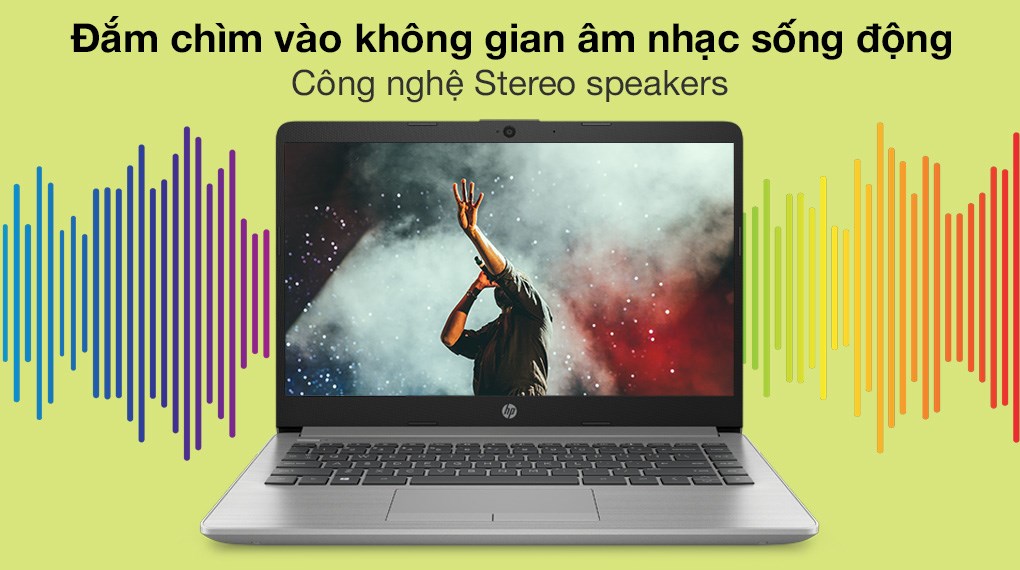 Đắm chìm vào không gian âm nhạc sống động
Công nghệ Stereo speakers
hp